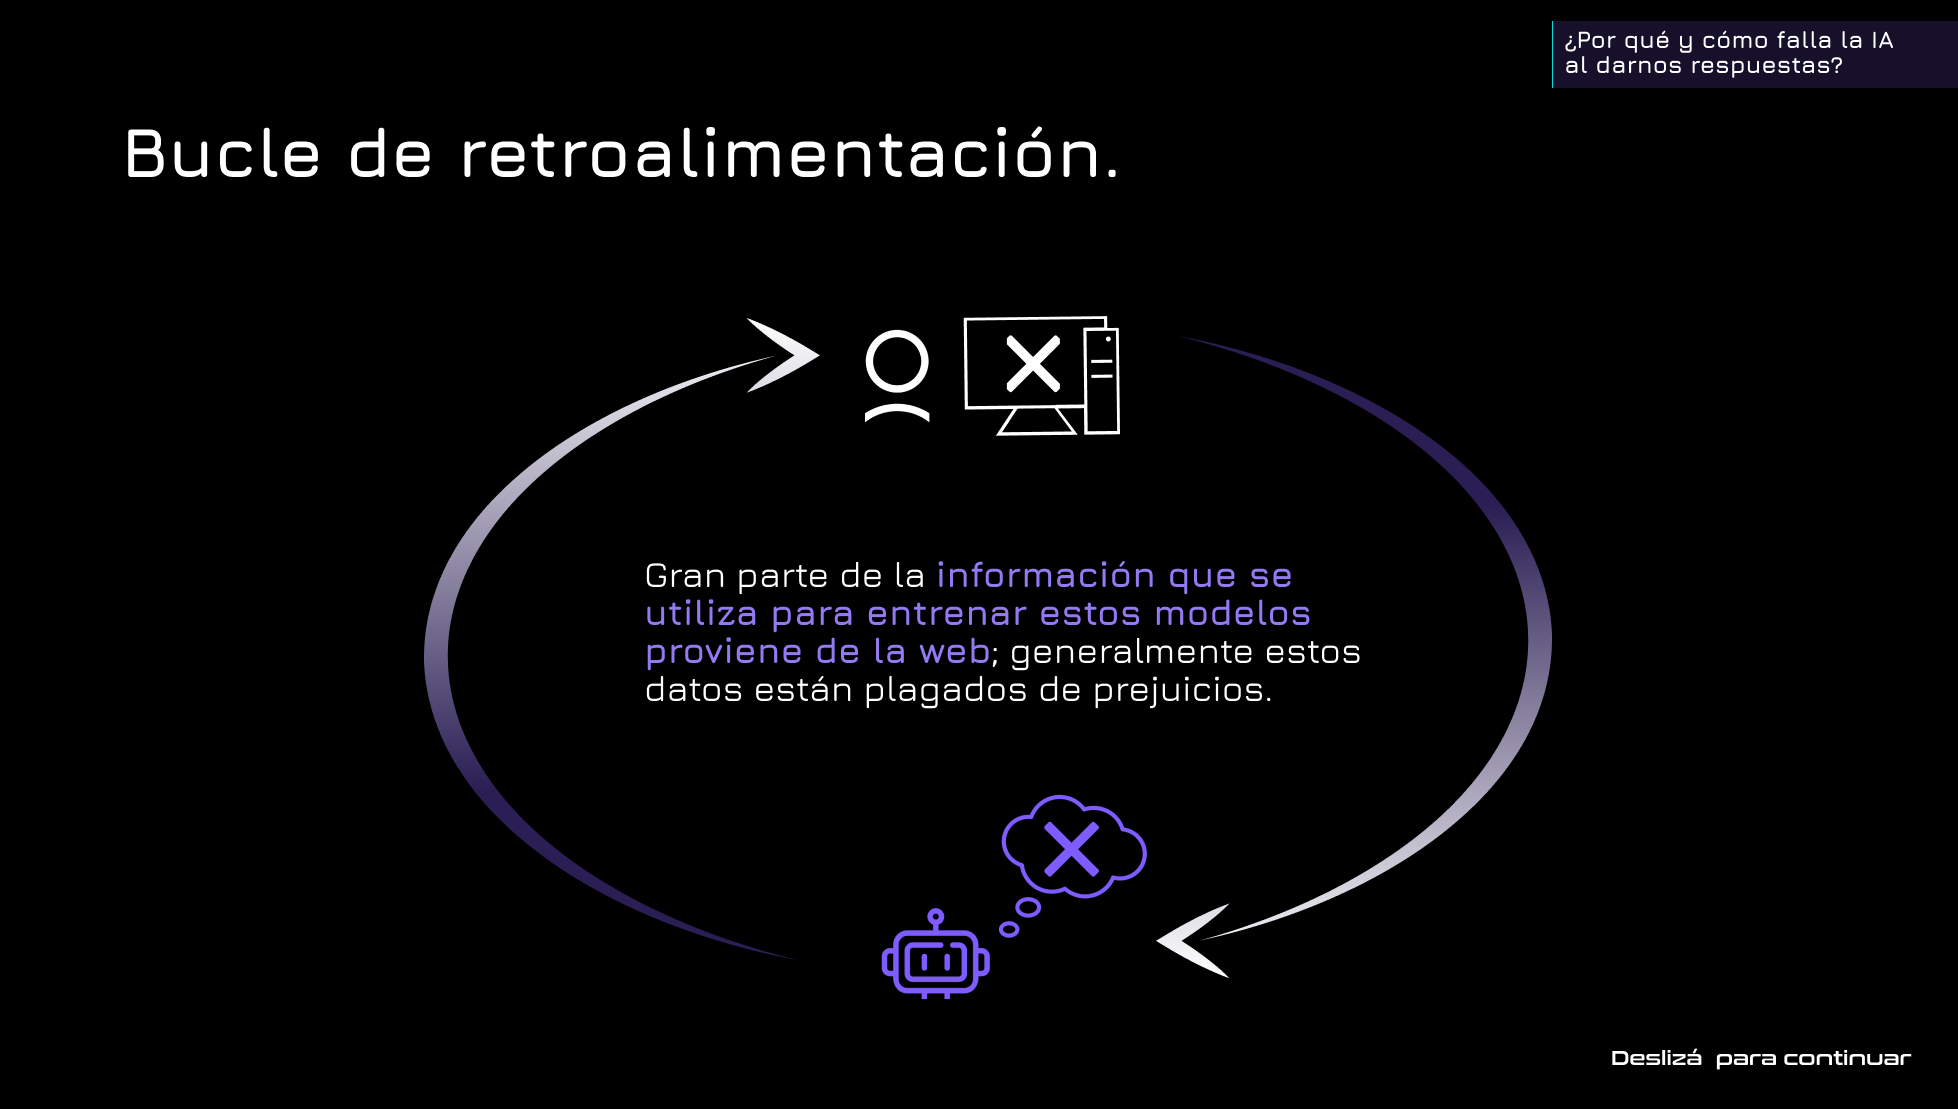 ¿Por qué y cómo falla la IA
al darnos respuestas?
Bucle de retroalimentación.
Gran parte de la información que se
utiliza para entrenar estos modelos
proviene de la web; generalmente estos
datos están plagados de prejuicios.
Deslizá para continuar